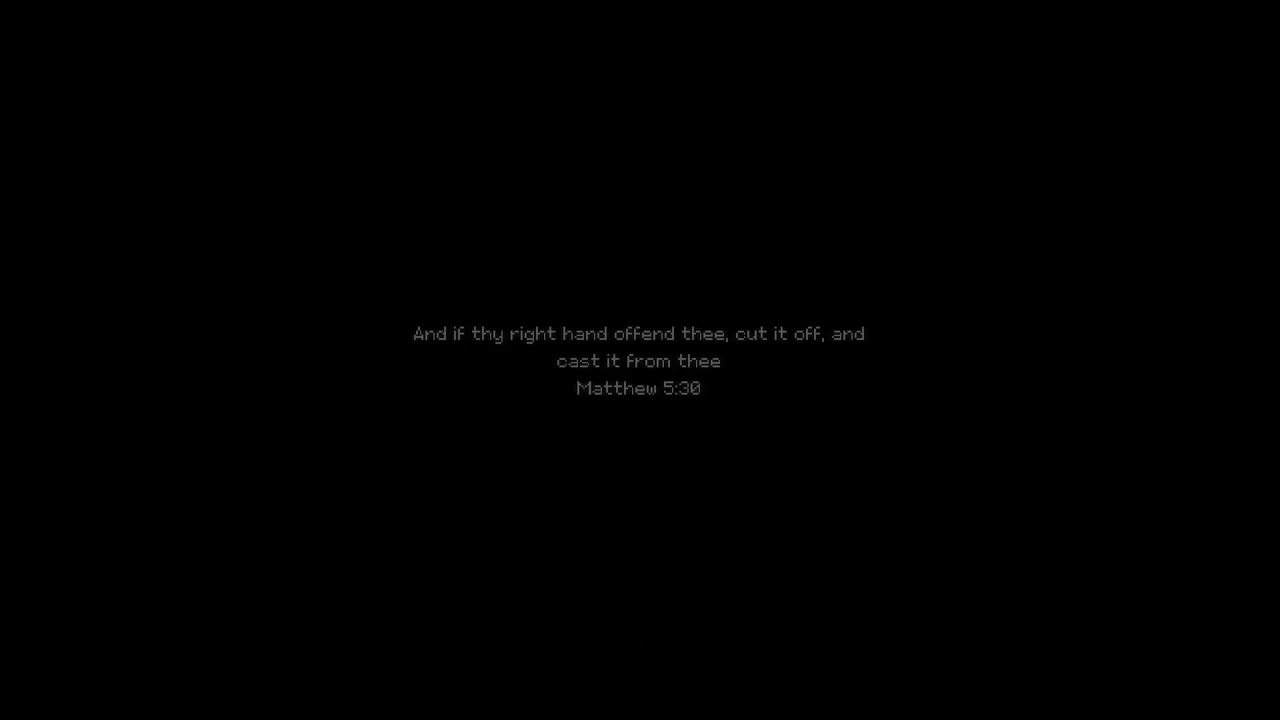 And if thy right hand offend thee, cut it off, and
cast it from thee
Matthew 5:30